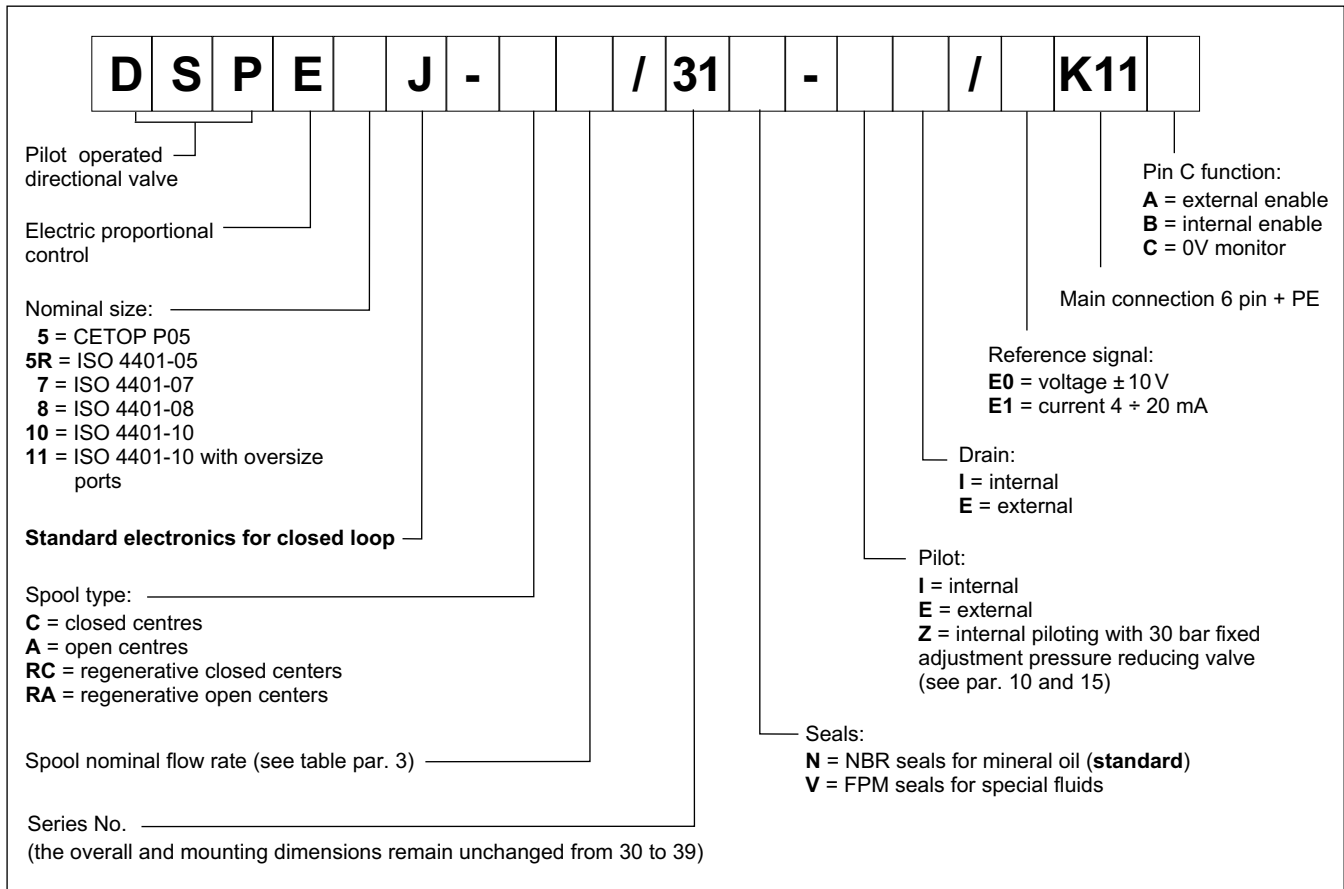 D S P E J - / 31 - / K11
Pilot operated
directional valve
Electric proportional
control
Nominal size:
5 = CETOP P05
5R = ISO 4401-05
7 = ISO 4401-07
8 = ISO 4401-08
10 = ISO 4401-10
11 = ISO 4401-10 with oversize
ports
Standard electronics for closed loop
Spool type:
C = closed centres
A = open centres
RC = regenerative closed centers
RA = regenerative open centers
Spool nominal flow rate (see table par. 3)
Series No.
(the overall and mounting dimensions remain unchanged from 30 to 39)
Pin C function:
A = external enable
B = internal enable
C = 0V monitor
Main connection 6 pin + PE
Reference signal:
E0 = voltage ±10 V
E1 = current 4 ÷ 20 mA
Drain:
I = internal
E = external
Pilot:
I = internal
E = external
Z = internal piloting with 30 bar fixed
adjustment pressure reducing valve
(see par. 10 and 15)
Seals:
N = NBR seals for mineral oil (standard)
V = FPM seals for special fluids